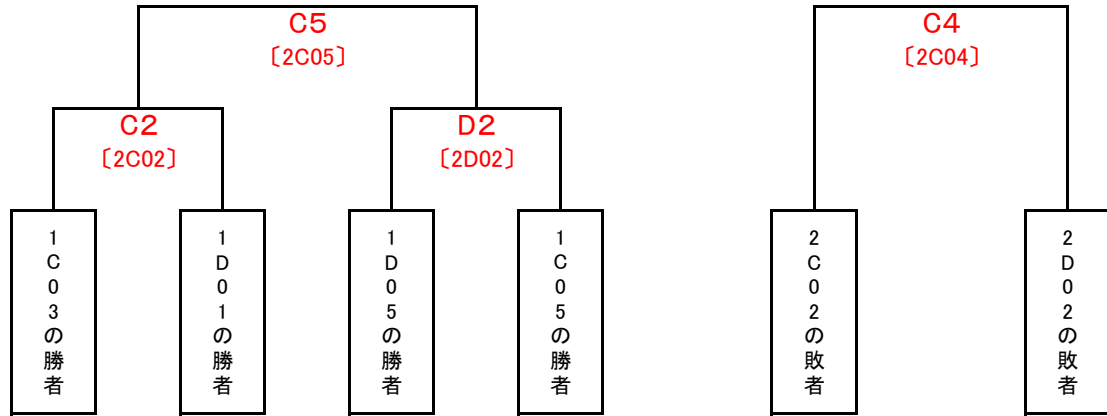 C5
〔2C05〕
C4
〔2C04〕
C2
〔2C02〕
D2
〔2D02〕
1C03の勝者
1D01の勝者
1D05の勝者
1C05の勝者
2C02の敗者
2D02の敗者